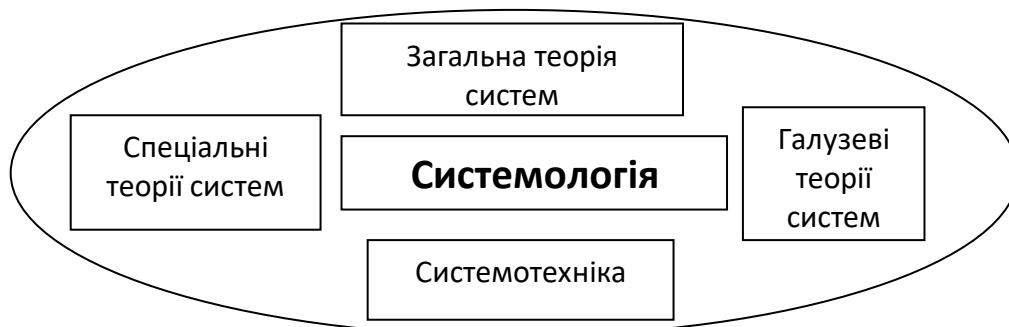 Загальна теорія
систем
Спеціальні
теорії систем
Системологія
Галузеві
теорії
систем
Системотехніка